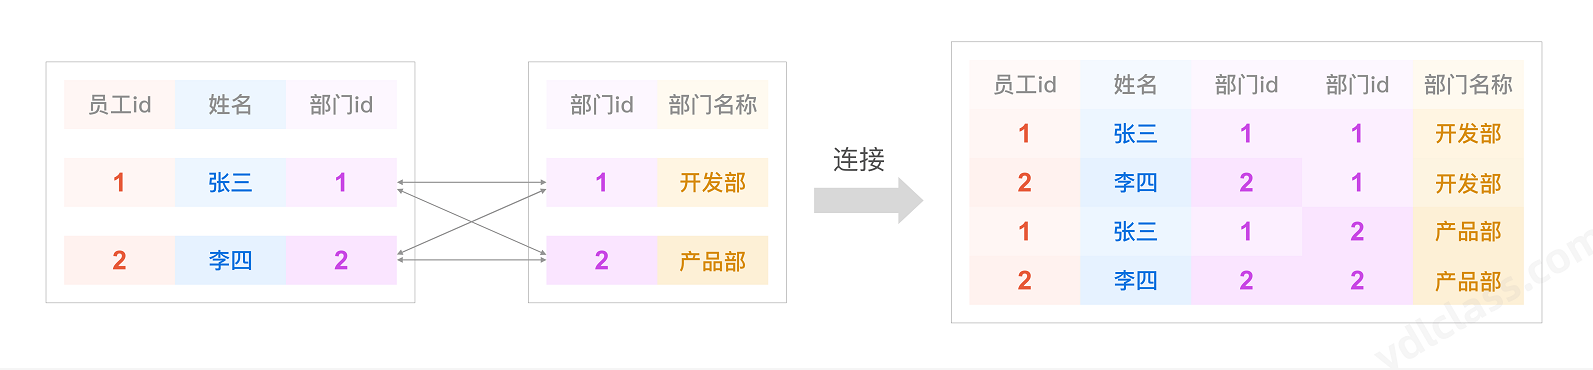 员工id 姓名 部门id
1 张三 1
2 李四 2
部门id 部门名称
1 开发部
2 产品部
连接
员工id 姓名 部门id 部门id 部门名称
1 张三 1 1 开发部
2 李四 2 1 开发部
1 张三 1 2 产品部
2 李四 2 2 产品部
ydlclass.com